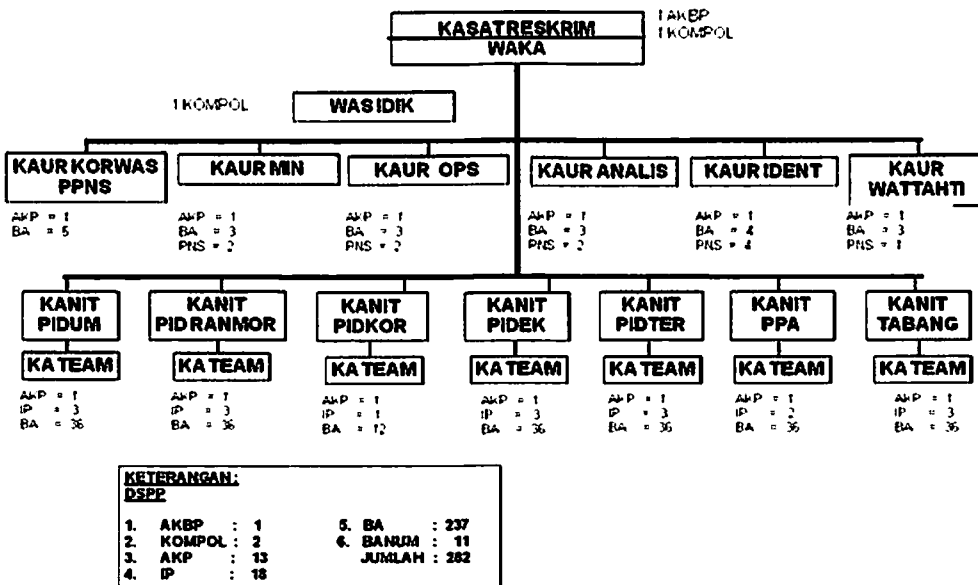 KASATRESKRIM
WAKA
1 AKBP
1 KOMPOL
1 KOMPOL
WASIDIK
KAUR KORWAS
PPNS
AKP = 1
BA = 5
KAUR MIN
AKP = 1
BA = 3
PNS = 2
KAUR OPS
AKP = 1
BA = 3
PNS = 2
KAUR ANALIS
AKP = 1
BA = 3
PNS = 2
KAUR IDENT
AKP = 1
BA = 4
PNS = 4
KAUR
WATTAHTI
AKP = 1
BA = 3
PNS = 1
KANIT
PIDUM
KA TEAM
AKP = 1
IP = 3
BA = 36
KANIT
PID RANMOR
KA TEAM
AKP = 1
IP = 3
BA = 36
KANIT
PIDKOR
KA TEAM
AKP = 1
IP = 1
BA = 12
KANIT
PIDEK
KA TEAM
AKP = 1
IP = 3
BA = 36
KANIT
PIDTER
KA TEAM
AKP = 1
IP = 3
BA = 36
KANIT
PPA
KA TEAM
AKP = 1
IP = 2
BA = 36
KANIT
TABANG
KA TEAM
AKP = 1
IP = 3
BA = 36
KETERANGAN :
DSPP
1. AKBP : 1
2. KOMPOL : 2
3. AKP : 13
4. IP : 18
5. BA : 237
6. BANUM : 11
JUMLAH : 282